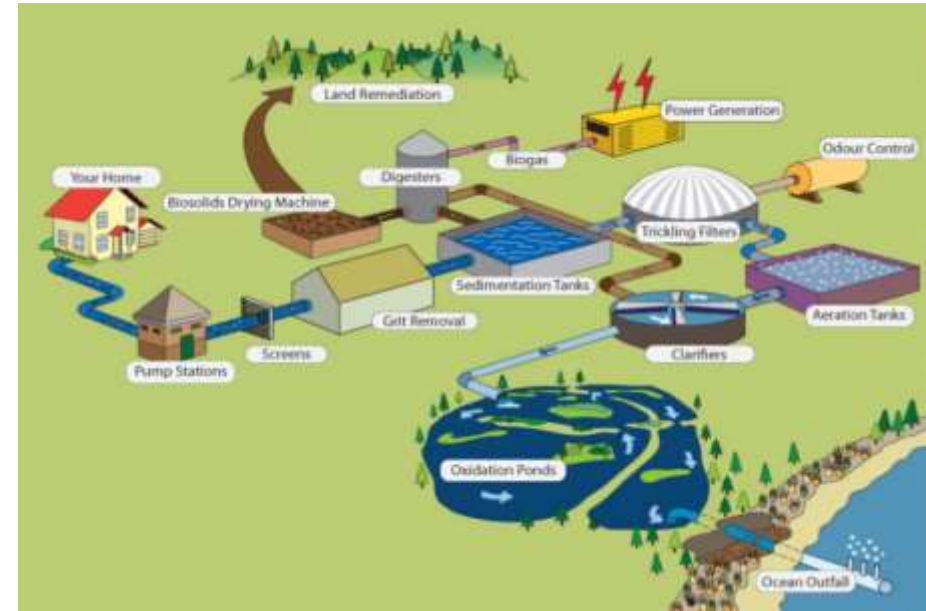 Land Remediation
Power Generation
Biogas
Odour Control
Your Home
Digesters
Biosolids Drying Machine
Trickling Filters
Sedimentation Tanks
Grit Removal
Aeration Tanks
Screens
Clarifiers
Pump Stations
Oxidation Ponds
Ocean Outfall